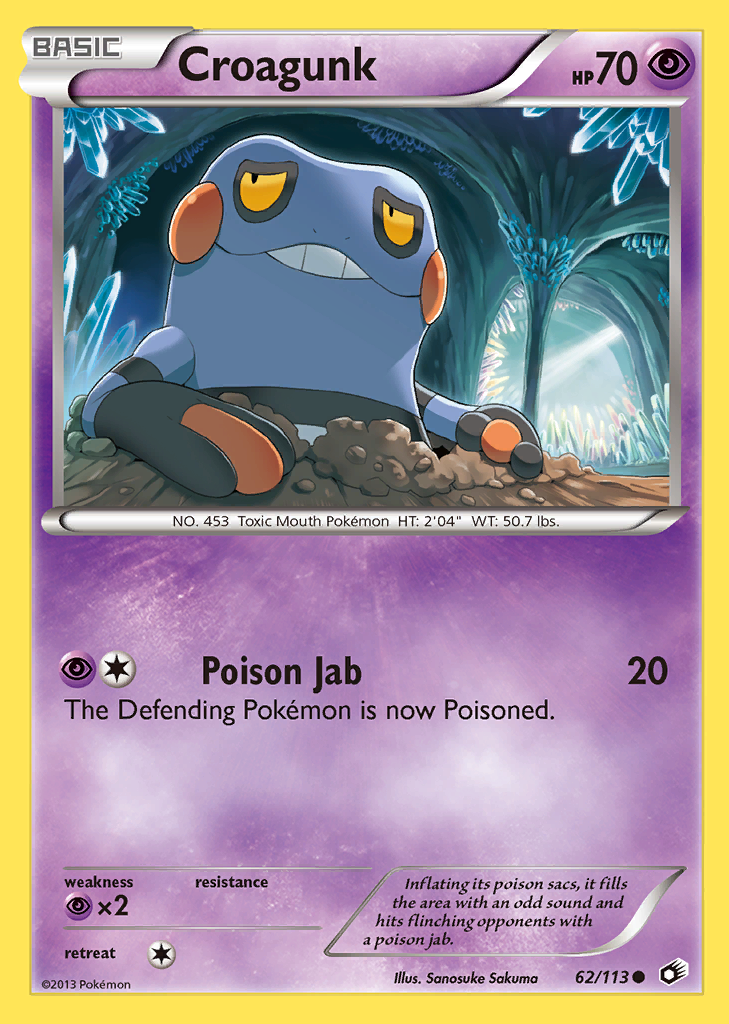 BASIC
Croagunk
HP70
NO. 453 Toxic Mouth Pokémon HT: 2'04" WT: 50.7 lbs.
Poison Jab 20
The Defending Pokémon is now Poisoned.
weakness resistance
×2
retreat
Inflating its poison sacs, it fills
the area with an odd sound and
hits flinching opponents with
a poison jab.
Illus. Sanosuke Sakuma 62/113
©2013 Pokémon